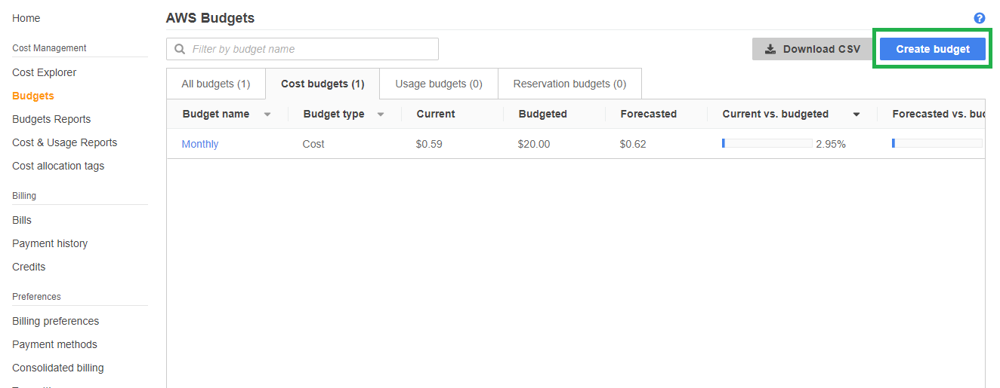 Home
Cost Management
Cost Explorer
Budgets
Budgets Reports
Cost & Usage Reports
Cost allocation tags
Billing
Bills
Payment history
Credits
Preferences
Billing preferences
Payment methods
Consolidated billing
AWS Budgets
?
Filter by budget name
Download CSV
Create budget
All budgets (1)
Cost budgets (1)
Usage budgets (0)
Reservation budgets (0)
Budget name
Budget type
Current
Budgeted
Forecasted
Current vs. budgeted
Forecasted vs.
Monthly
Cost
$0.59
$20.00
$0.62
2.95%